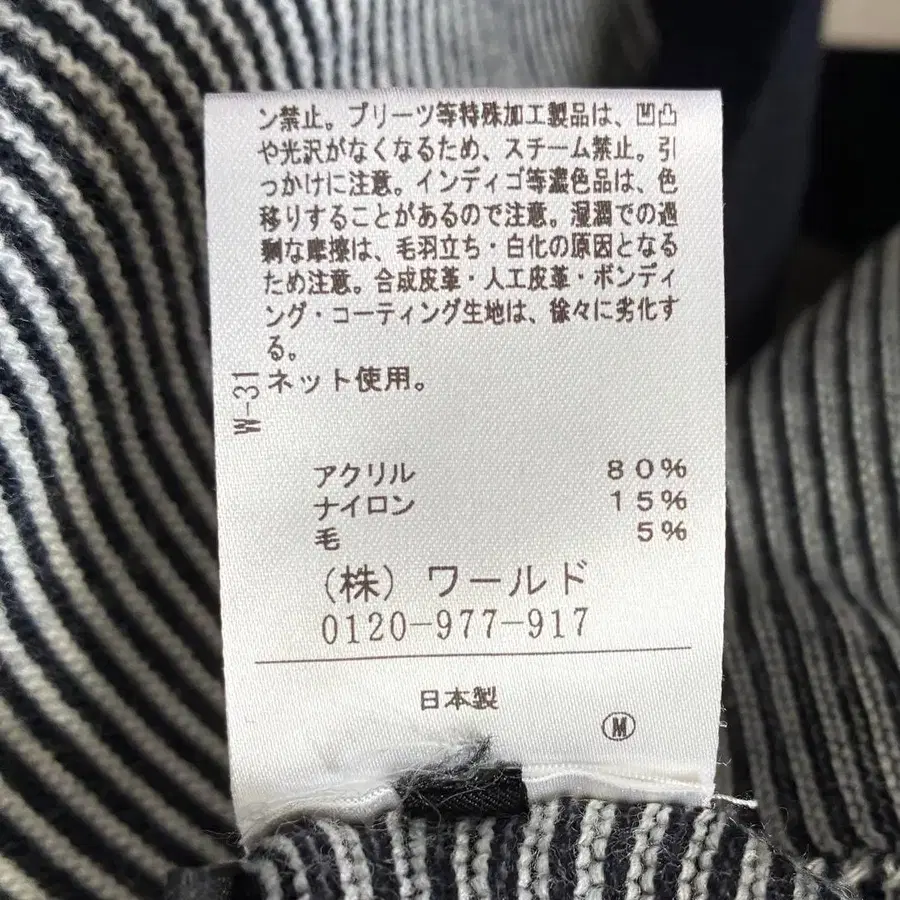 ン禁止。プリーツ等特殊加工製品は、凹凸
や光沢がなくなるため、スチーム禁止。引
っかけに注意。インディゴ等濃色品は、色
移りすることがあるので注意。湿潤での過
剰な摩擦は、毛羽立ち・白化の原因となる
ため注意。合成皮革・人工皮革・ボンディ
ング・コーティング生地は、徐々に劣化す
る。
ネット使用。
W-31
アクリル 80%
ナイロン 15%
毛 5%
(株) ワールド
0120-977-917
日本製
M